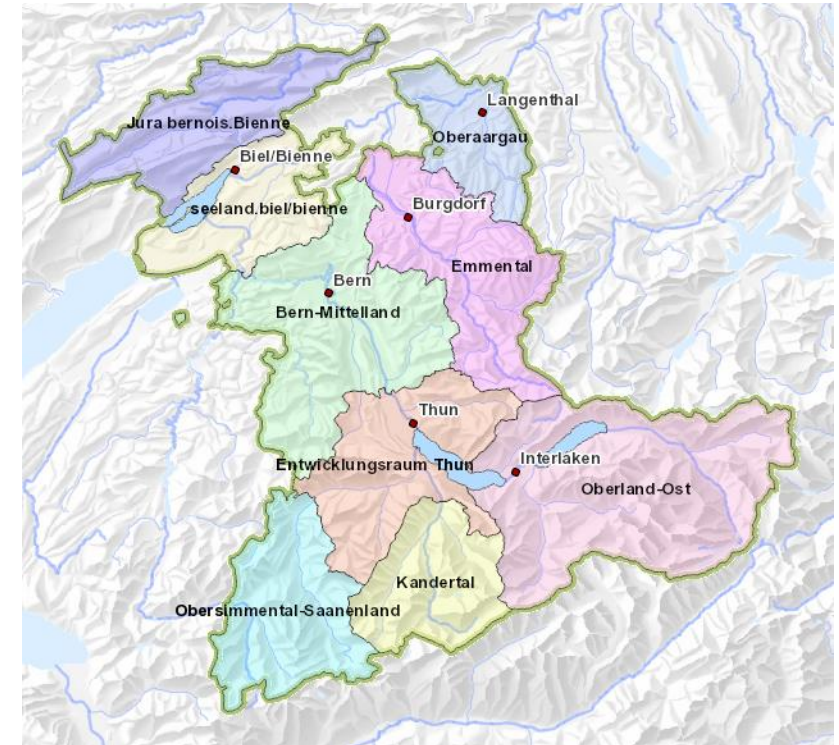 Langenthal
Jura bernois.Bienne
Oberaargau
Biel/Bienne
seeland.biel/bienne
Burgdorf
Emmental
Bern
Bern-Mittelland
Thun
Entwicklungsraum Thun
Interlaken
Oberland-Ost
Kandertal
Obersimmental-Saanenland